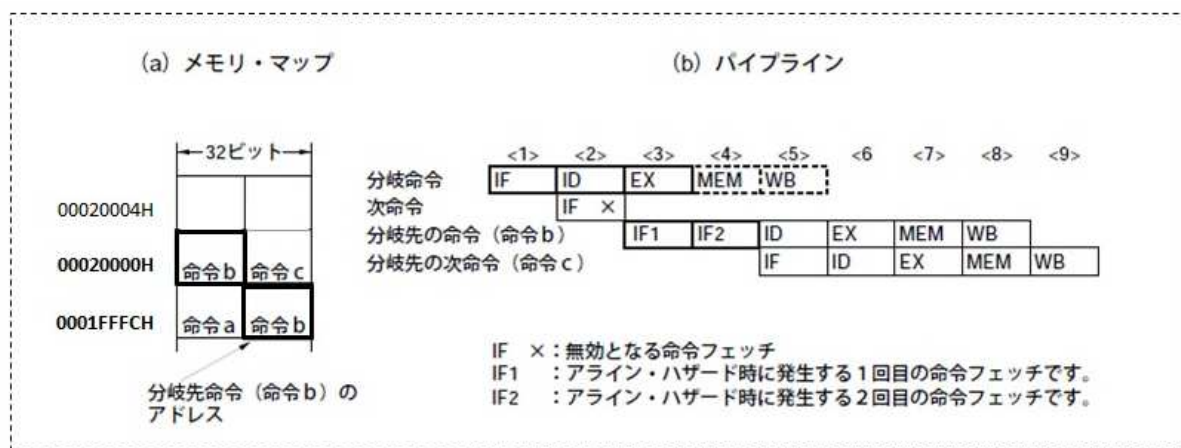 (a) メモリ・マップ
(b) パイプライン
32ビット
00020004H
00020000H
命令b 命令c
0001FFFCH
命令a 命令b
分岐先命令（命令b）の
アドレス
<1> <2> <3> <4> <5> <6 <7> <8> <9>
分岐命令 IF ID EX MEM WB
次命令 IF ×
分岐先の命令（命令b） IF1 IF2 ID EX MEM WB
分岐先の次命令（命令c） IF ID EX MEM WB
IF ×：無効となる命令フェッチ
IF1 ：アライン・ハザード時に発生する1回目の命令フェッチです。
IF2 ：アライン・ハザード時に発生する2回目の命令フェッチです。